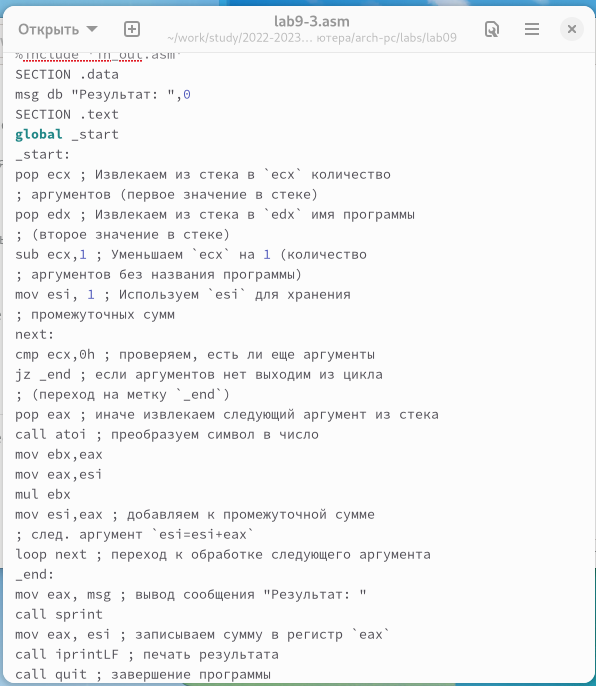 Открыть
lab9-3.asm
~/work/study/2022-2023... ютера/arch-pc/labs/lab09
%include 'in_out.asm'
SECTION .data
msg db "Результат: ",0
SECTION .text
global _start
_start:
pop ecx ; Извлекаем из стека в `ecx` количество
; аргументов (первое значение в стеке)
pop edx ; Извлекаем из стека в `edx` имя программы
; (второе значение в стеке)
sub ecx,1 ; Уменьшаем `ecx` на 1 (количество
; аргументов без названия программы)
mov esi, 1 ; Используем `esi` для хранения
; промежуточных сумм
next:
cmp ecx,0h ; проверяем, есть ли еще аргументы
jz _end ; если аргументов нет выходим из цикла
; (переход на метку `_end`)
pop eax ; иначе извлекаем следующий аргумент из стека
call atoi ; преобразуем символ в число
mov ebx,eax
mov eax,esi
mul ebx
mov esi,eax ; добавляем к промежуточной сумме
; след. аргумент `esi=esi+eax`
loop next ; переход к обработке следующего аргумента
_end:
mov eax, msg ; вывод сообщения "Результат: "
call sprint
mov eax, esi ; записываем сумму в регистр `eax`
call iprintLF ; печать результата
call quit ; завершение программы